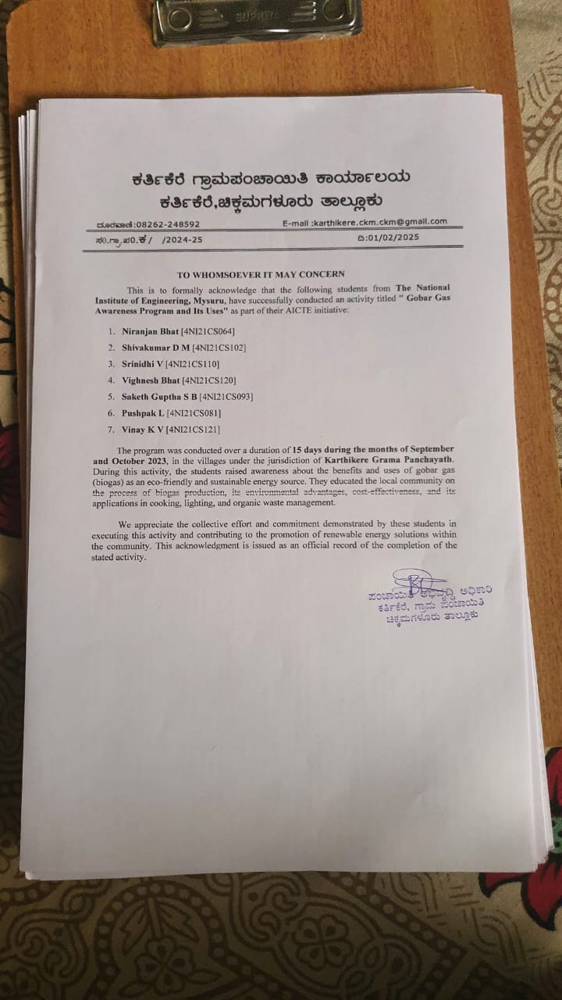 SUPRITA
ಕರ್ತಿಕೆರೆ ಗ್ರಾಮಪಂಚಾಯಿತಿ ಕಾರ್ಯಾಲಯ
ಕರ್ತಿಕೆರೆ,ಚಿಕ್ಕಮಗಳೂರು ತಾಲ್ಲೂಕು
ದೂರವಾಣಿ:08262-248592 E-mail :karthikere.ckm.ckm@gmail.com
ಸಂ.ಗ್ರಾ.ಪಂ.ಕ/ /2024-25 ದಿ:01/02/2025
TO WHOMSOEVER IT MAY CONCERN
This is to formally acknowledge that the following students from The National
Institute of Engineering, Mysuru, have successfully conducted an activity titled " Gobar Gas
Awareness Program and Its Uses" as part of their AICTE initiative:
1. Niranjan Bhat [4NI21CS064]
2. Shivakumar D M [4NI21CS102]
3. Srinidhi V [4NI21CS110]
4. Vighnesh Bhat [4NI21CS120]
5. Saketh Guptha S B [4NI21CS093]
6. Pushpak L [4NI21CS081]
7. Vinay K V [4NI21CS121]
The program was conducted over a duration of 15 days during the months of September
and October 2023, in the villages under the jurisdiction of Karthikere Grama Panchayath.
During this activity, the students raised awareness about the benefits and uses of gobar gas
(biogas) as an eco-friendly and sustainable energy source. They educated the local community on
the process of biogas production, its environmental advantages, cost-effectiveness, and its
applications in cooking, lighting, and organic waste management.
We appreciate the collective effort and commitment demonstrated by these students in
executing this activity and contributing to the promotion of renewable energy solutions within
the community. This acknowledgment is issued as an official record of the completion of the
stated activity.
ಪಂಚಾಯಿತಿ ಅಭಿವೃದ್ಧಿ ಅಧಿಕಾರಿ
ಕರ್ತಿಕೆರೆ, ಗ್ರಾಮ ಪಂಚಾಯಿತಿ
ಚಿಕ್ಕಮಗಳೂರು ತಾಲ್ಲೂಕು